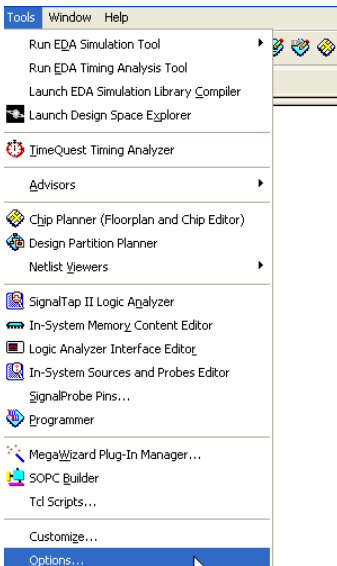 Tools Window Help
Run EDA Simulation Tool
Run EDA Timing Analysis Tool
Launch EDA Simulation Library Compiler
Launch Design Space Explorer
TimeQuest Timing Analyzer
Advisors
Chip Planner (Floorplan and Chip Editor)
Design Partition Planner
Netlist Viewers
SignalTap II Logic Analyzer
In-System Memory Content Editor
Logic Analyzer Interface Editor
In-System Sources and Probes Editor
SignalProbe Pins...
Programmer
MegaWizard Plug-In Manager...
SOPC Builder
Tcl Scripts...
Customize...
Options...